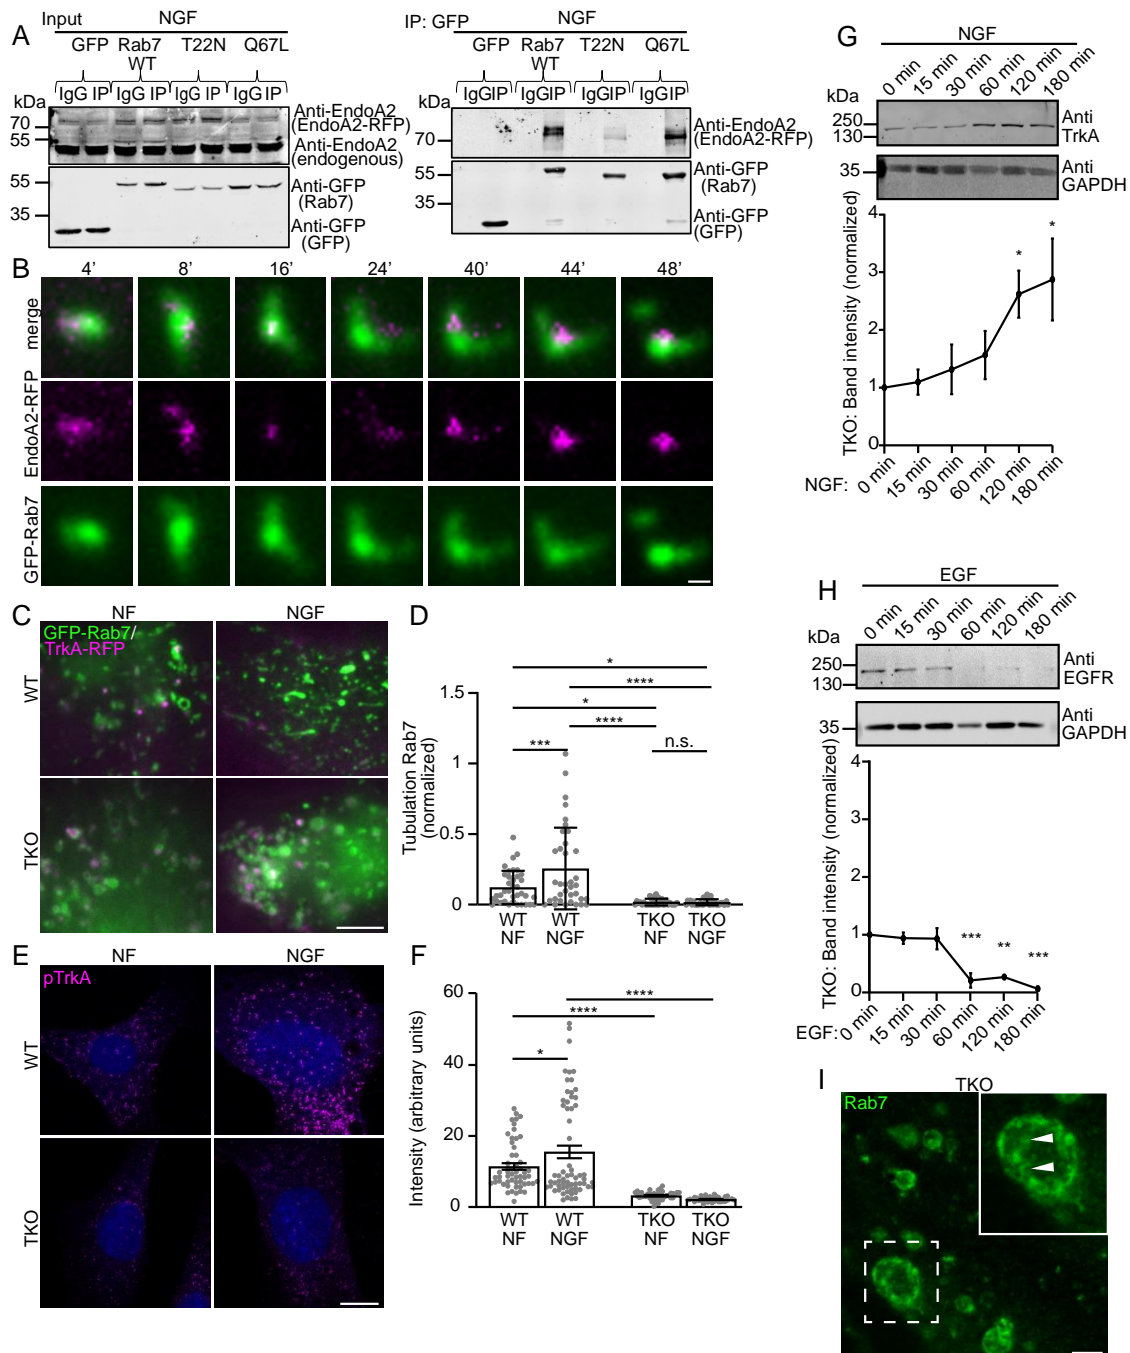 A
Input
NGF
GFP
Rab7
WT
T22N
Q67L
IgG IP
IgG IP
IgG IP
IgG IP
kDa
70
55
55
35
Anti-EndoA2
(EndoA2-RFP)
Anti-EndoA2
(endogenous)
Anti-GFP
(Rab7)
Anti-GFP
(GFP)
IP: GFP
NGF
GFP
Rab7
WT
T22N
Q67L
IgGIP
IgGIP
IgGIP
IgGIP
kDa
70
55
35
Anti-EndoA2
(EndoA2-RFP)
Anti-GFP
(Rab7)
Anti-GFP
(GFP)
B
4’
8’
16’
24’
40’
44’
48’
merge
EndoA2-RFP
GFP-Rab7
C
NF
NGF
GFP-Rab7/
TrkA-RFP
WT
TKO
D
Tubulation Rab7
(normalized)
1.5
1
0.5
0
*
****
*
****
***
n.s.
WT
NF
WT
NGF
TKO
NF
TKO
NGF
E
NF
NGF
pTrkA
WT
TKO
F
Intensity (arbitrary units)
60
40
20
0
****
****
*
WT
NF
WT
NGF
TKO
NF
TKO
NGF
G
NGF
0 min
15 min
30 min
60 min
120 min
180 min
kDa
250
130
35
Anti
TrkA
Anti
GAPDH
TKO: Band intensity (normalized)
4
3
2
1
0
*
*
NGF:
0 min
15 min
30 min
60 min
120 min
180 min
H
EGF
0 min
15 min
30 min
60 min
120 min
180 min
kDa
250
130
35
Anti
EGFR
Anti
GAPDH
TKO: Band intensity (normalized)
4
3
2
1
0
***
**
***
EGF:
0 min
15 min
30 min
60 min
120 min
180 min
I
TKO
Rab7